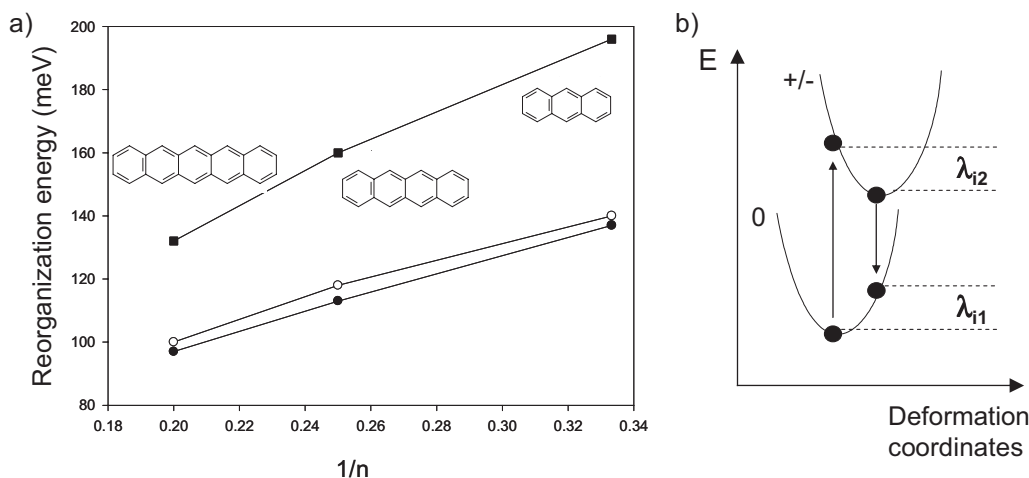 a)
Reorganization energy (meV)
200
180
160
140
120
100
80
0.18 0.20 0.22 0.24 0.26 0.28 0.30 0.32 0.34
1/n
b)
E
+/-
0
λi2
λi1
Deformation
coordinates